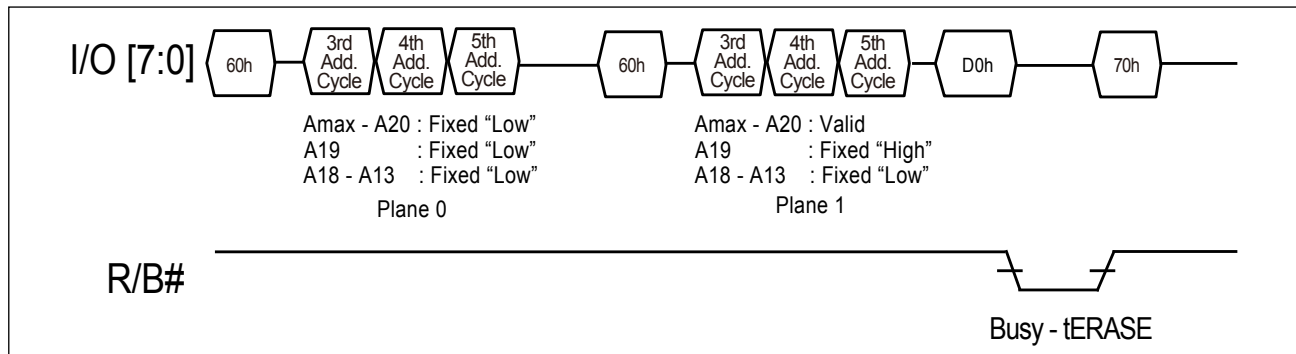 I/O [7:0]
60h
3rd
Add.
Cycle
4th
Add.
Cycle
5th
Add.
Cycle
60h
3rd
Add.
Cycle
4th
Add.
Cycle
5th
Add.
Cycle
D0h
70h
Amax - A20 : Fixed “Low”
A19 : Fixed “Low”
A18 - A13 : Fixed “Low”
Plane 0
Amax - A20 : Valid
A19 : Fixed “High”
A18 - A13 : Fixed “Low”
Plane 1
R/B#
Busy - tERASE